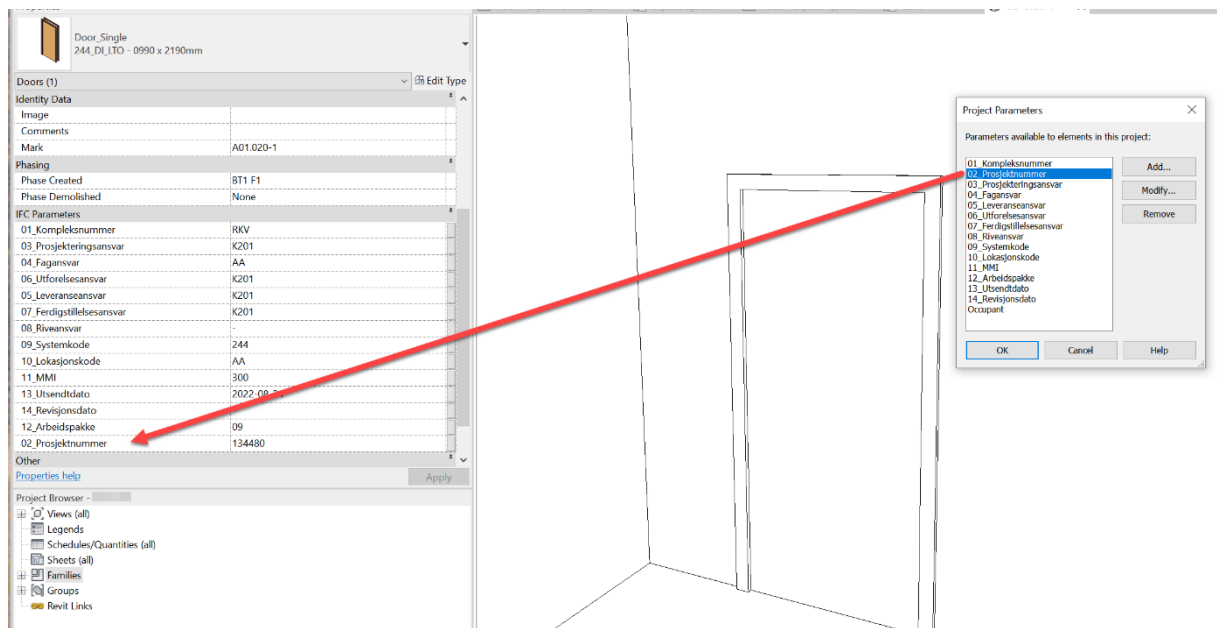 Properties
Door_Single
244_DI_LTO - 0990 x 2190mm
Doors (1)
Edit Type
Identity Data
Image
Comments
Mark A01.020-1
Phasing
Phase Created BT1 F1
Phase Demolished None
IFC Parameters
01_Kompleksnummer RKV
03_Prosjekteringsansvar K201
04_Fagansvar AA
06_Utforelsesansvar K201
05_Leveranseansvar K201
07_Ferdigstillelsesansvar K201
08_Riveansvar -
09_Systemkode 244
10_Lokasjonskode AA
11_MMI 300
13_Utsendtdato
14_Revisjonsdato
12_Arbeidspakke 09
02_Prosjektnummer 134480
Other
Properties help
Apply
Project Browser -
Views (all)
Legends
Schedules/Quantities (all)
Sheets (all)
Families
Groups
Revit Links
Project Parameters
Parameters available to elements in this project:
01_Kompleksnummer
02_Prosjektnummer
03_Prosjekteringsansvar
04_Fagansvar
05_Leveranseansvar
06_Utforelsesansvar
07_Ferdigstillelsesansvar
08_Riveansvar
09_Systemkode
10_Lokasjonskode
11_MMI
12_Arbeidspakke
13_Utsendtdato
14_Revisjonsdato
Occupant
Add...
Modify...
Remove
OK
Cancel
Help